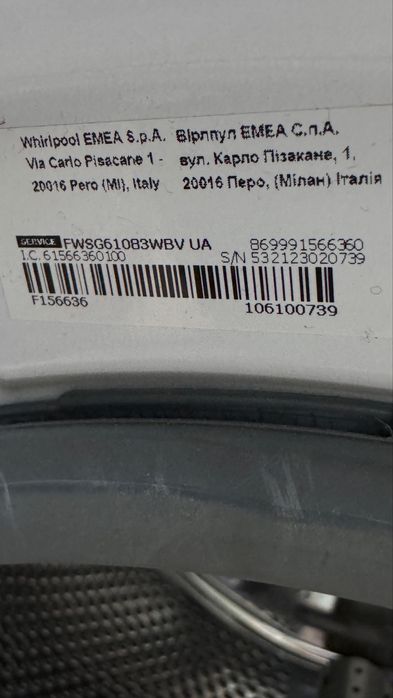 Whirlpool EMEA S.p.A. Вірлпул ЕМЕА С.п.А.
Via Carlo Pisacane 1 - вул. Карло Пізакане, 1,
20016 Pero (MI), Italy 20016 Перо, (Мілан) Італія
SERVICE FWSG61083WBV UA 869991566360
I.C. 61566360100 S/N 532123020739
F156636 106100739